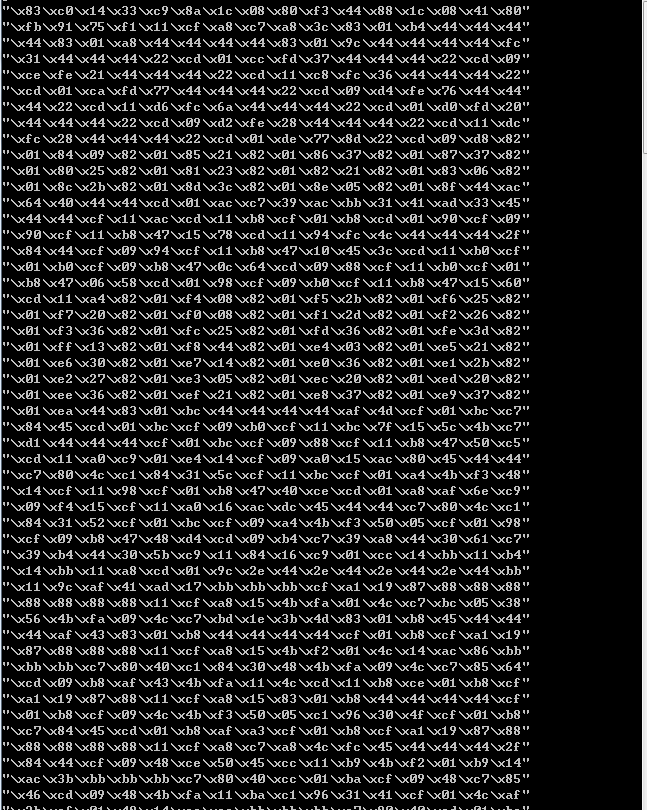 "\x83\xc0\x14\x33\xc9\x8a\x1c\x08\x80\xf3\x44\x88\x1c\x08\x41\x80"
"\xfb\x91\x75\xf1\x11\xcf\xa8\xc7\xa8\x3c\x83\x01\xb4\x44\x44\x44"
"\x44\x83\x01\xa8\x44\x44\x44\x44\x83\x01\x9c\x44\x44\x44\x44\xfc"
"\x31\x44\x44\x44\x22\xcd\x01\xcc\xfd\x37\x44\x44\x44\x22\xcd\x09"
"\xce\xfe\x21\x44\x44\x44\x22\xcd\x11\xc8\xfc\x36\x44\x44\x44\x22"
"\xcd\x01\xca\xfd\x77\x44\x44\x44\x22\xcd\x09\xd4\xfe\x76\x44\x44"
"\x44\x22\xcd\x11\xd6\xfc\x6a\x44\x44\x44\x22\xcd\x01\xd0\xfd\x20"
"\x44\x44\x44\x22\xcd\x09\xd2\xfe\x28\x44\x44\x44\x22\xcd\x11\xdc"
"\xfc\x28\x44\x44\x44\x22\xcd\x01\xde\x77\x8d\x22\xcd\x09\xd8\x82"
"\x01\x84\x09\x82\x01\x85\x21\x82\x01\x86\x37\x82\x01\x87\x37\x82"
"\x01\x80\x25\x82\x01\x81\x23\x82\x01\x82\x21\x82\x01\x83\x06\x82"
"\x01\x8c\x2b\x82\x01\x8d\x3c\x82\x01\x8e\x05\x82\x01\x8f\x44\xac"
"\x64\x40\x44\x44\xcd\x01\xac\xc7\x39\xac\xbb\x31\x41\xad\x33\x45"
"\x44\x44\xcf\x11\xac\xcd\x11\xb8\xcf\x01\xb8\xcd\x01\x90\xcf\x09"
"\x90\xcf\x11\xb8\x47\x15\x78\xcd\x11\x94\xfc\x4c\x44\x44\x44\x2f"
"\x84\x44\xcf\x09\x94\xcf\x11\xb8\x47\x10\x45\x3c\xcd\x11\xb0\xcf"
"\x01\xb0\xcf\x09\xb8\x47\x0c\x64\xcd\x09\x88\xcf\x11\xb0\xcf\x01"
"\xb8\x47\x06\x58\xcd\x01\x98\xcf\x09\xb0\xcf\x11\xb8\x47\x15\x60"
"\xcd\x11\xa4\x82\x01\xf4\x08\x82\x01\xf5\x2b\x82\x01\xf6\x25\x82"
"\x01\xf7\x20\x82\x01\xf0\x08\x82\x01\xf1\x2d\x82\x01\xf2\x26\x82"
"\x01\xf3\x36\x82\x01\xfc\x25\x82\x01\xfd\x36\x82\x01\xfe\x3d\x82"
"\x01\xff\x13\x82\x01\xf8\x44\x82\x01\xe4\x03\x82\x01\xe5\x21\x82"
"\x01\xe6\x30\x82\x01\xe7\x14\x82\x01\xe0\x36\x82\x01\xe1\x2b\x82"
"\x01\xe2\x27\x82\x01\xe3\x05\x82\x01\xec\x20\x82\x01\xed\x20\x82"
"\x01\xee\x36\x82\x01\xef\x21\x82\x01\xe8\x37\x82\x01\xe9\x37\x82"
"\x01\xea\x44\x83\x01\xbc\x44\x44\x44\x44\xaf\x4d\xcf\x01\xbc\xc7"
"\x84\x45\xcd\x01\xbc\xcf\x09\xb0\xcf\x11\xbc\x7f\x15\x5c\x4b\xc7"
"\xd1\x44\x44\x44\xcf\x01\xbc\xcf\x09\x88\xcf\x11\xb8\x47\x50\xc5"
"\xcd\x11\xa0\xc9\x01\xe4\x14\xcf\x09\xa0\x15\xac\x80\x45\x44\x44"
"\xc7\x80\x4c\xc1\x84\x31\x5c\xcf\x11\xbc\xcf\x01\xa4\x4b\xf3\x48"
"\x14\xcf\x11\x98\xcf\x01\xb8\x47\x40\xce\xcd\x01\xa8\xaf\x6e\xc9"
"\x09\xf4\x15\xcf\x11\xa0\x16\xac\xdc\x45\x44\x44\xc7\x80\x4c\xc1"
"\x84\x31\x52\xcf\x01\xbc\xcf\x09\xa4\x4b\xf3\x50\x05\xcf\x01\x98"
"\xcf\x09\xb8\x47\x48\xd4\xcd\x09\xb4\xc7\x39\xa8\x44\x30\x61\xc7"
"\x39\xb4\x44\x30\x5b\xc9\x11\x84\x16\xc9\x01\xcc\x14\xbb\x11\xb4"
"\x14\xbb\x11\xa8\xcd\x01\x9c\x2e\x44\x2e\x44\x2e\x44\x2e\x44\xbb"
"\x11\x9c\xaf\x41\xad\x17\xbb\xbb\xbb\xcf\xa1\x19\x87\x88\x88\x88"
"\x88\x88\x88\x88\x11\xcf\xa8\x15\x4b\xfa\x01\x4c\xc7\xbc\x05\x38"
"\x56\x4b\xfa\x09\x4c\xc7\xbd\x1e\x3b\x4d\x83\x01\xb8\x45\x44\x44"
"\x44\xaf\x43\x83\x01\xb8\x44\x44\x44\x44\xcf\x01\xb8\xcf\xa1\x19"
"\x87\x88\x88\x88\x11\xcf\xa8\x15\x4b\xf2\x01\x4c\x14\xac\x86\xbb"
"\xbb\xbb\xc7\x80\x40\xc1\x84\x30\x48\x4b\xfa\x09\x4c\xc7\x85\x64"
"\xcd\x09\xb8\xaf\x43\x4b\xfa\x11\x4c\xcd\x11\xb8\xce\x01\xb8\xcf"
"\xa1\x19\x87\x88\x11\xcf\xa8\x15\x83\x01\xb8\x44\x44\x44\x44\xcf"
"\x01\xb8\xcf\x09\x4c\x4b\xf3\x50\x05\xc1\x96\x30\x4f\xcf\x01\xb8"
"\xc7\x84\x45\xcd\x01\xb8\xaf\xa3\xcf\x01\xb8\xcf\xa1\x19\x87\x88"
"\x88\x88\x88\x88\x11\xcf\xa8\xc7\xa8\x4c\xfc\x45\x44\x44\x44\x2f"
"\x84\x44\xcf\x09\x48\xce\x50\x45\xcc\x11\xb9\x4b\xf2\x01\xb9\x14"
"\xac\x3b\xbb\xbb\xbb\xc7\x80\x40\xcc\x01\xba\xcf\x09\x48\xc7\x85"
"\x46\xcd\x09\x48\x4b\xfa\x11\xba\xc1\x96\x31\x41\xcf\x01\x4c\xaf"